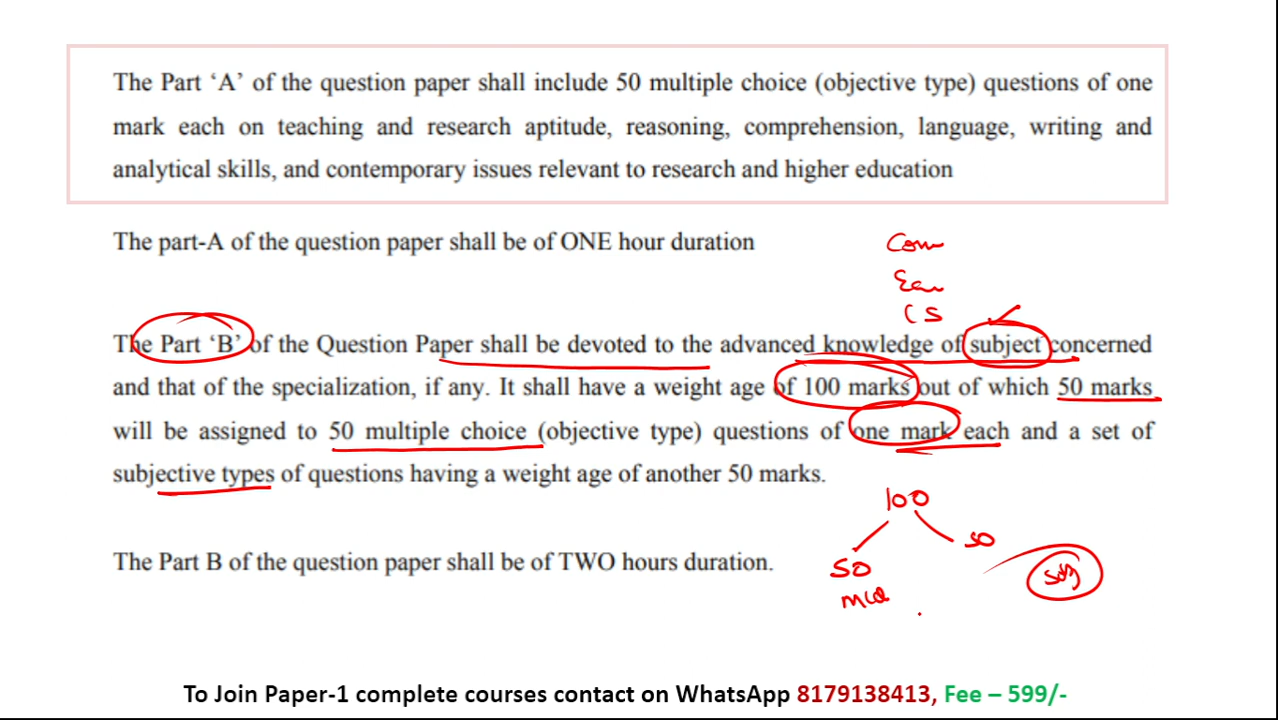 The Part ‘A’ of the question paper shall include 50 multiple choice (objective type) questions of one
mark each on teaching and research aptitude, reasoning, comprehension, language, writing and
analytical skills, and contemporary issues relevant to research and higher education
The part-A of the question paper shall be of ONE hour duration
Com
CS
The Part ‘B’ of the Question Paper shall be devoted to the advanced knowledge of subject concerned
and that of the specialization, if any. It shall have a weight age of 100 marks out of which 50 marks
will be assigned to 50 multiple choice (objective type) questions of one mark each and a set of
subjective types of questions having a weight age of another 50 marks.
100
50
The Part B of the question paper shall be of TWO hours duration.
50
MCQ
To Join Paper-1 complete courses contact on WhatsApp 8179138413, Fee – 599/-